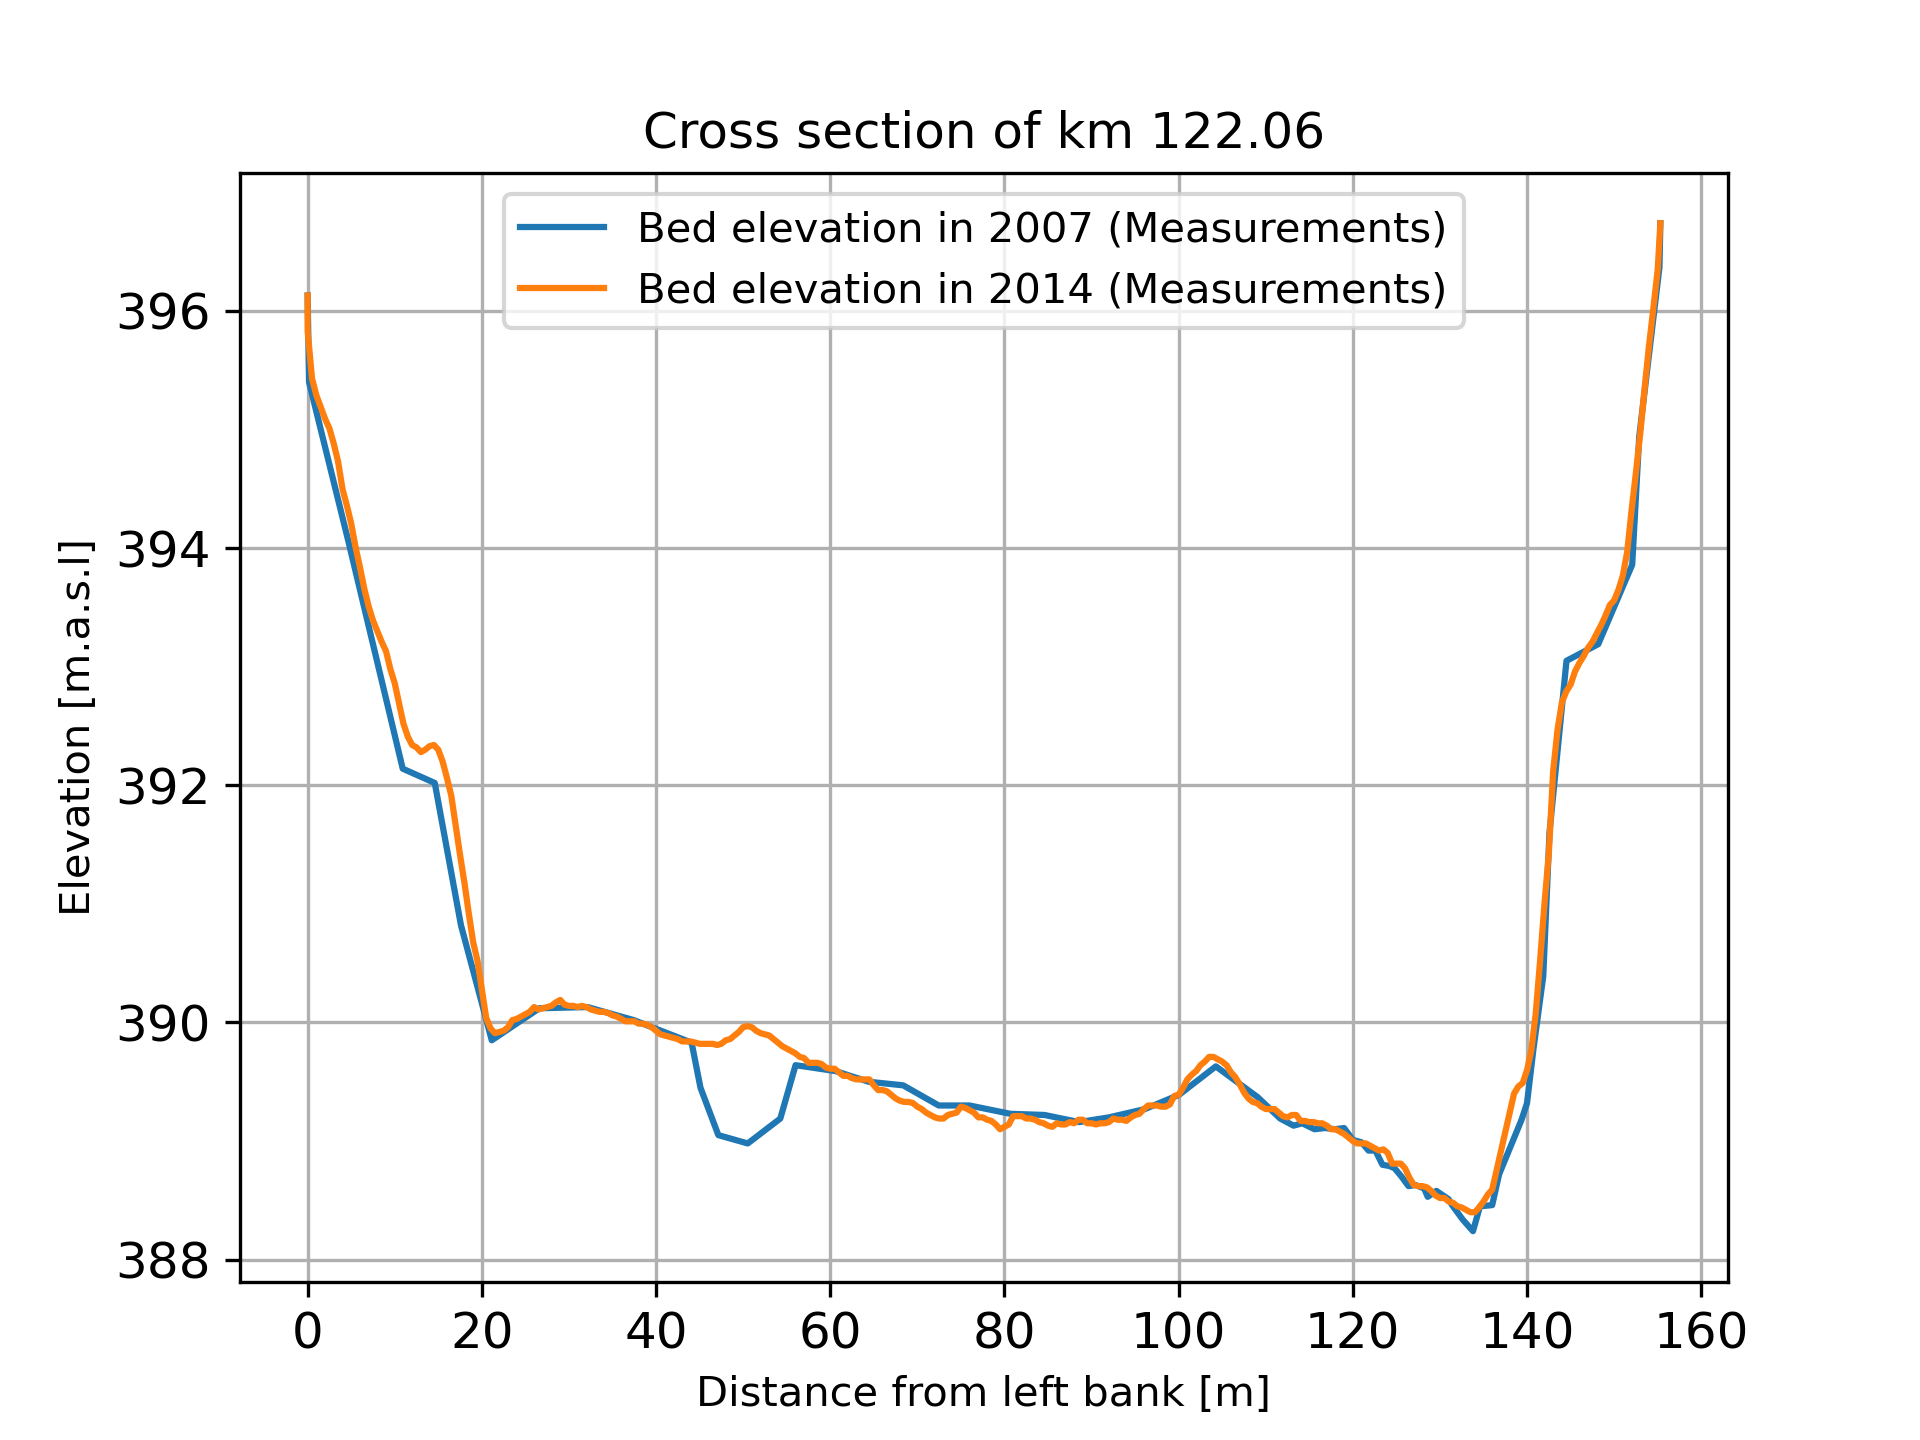 Cross section of km 122.06
Bed elevation in 2007 (Measurements)
Bed elevation in 2014 (Measurements)
396
394
392
390
388
Elevation [m.a.s.l]
0 20 40 60 80 100 120 140 160
Distance from left bank [m]